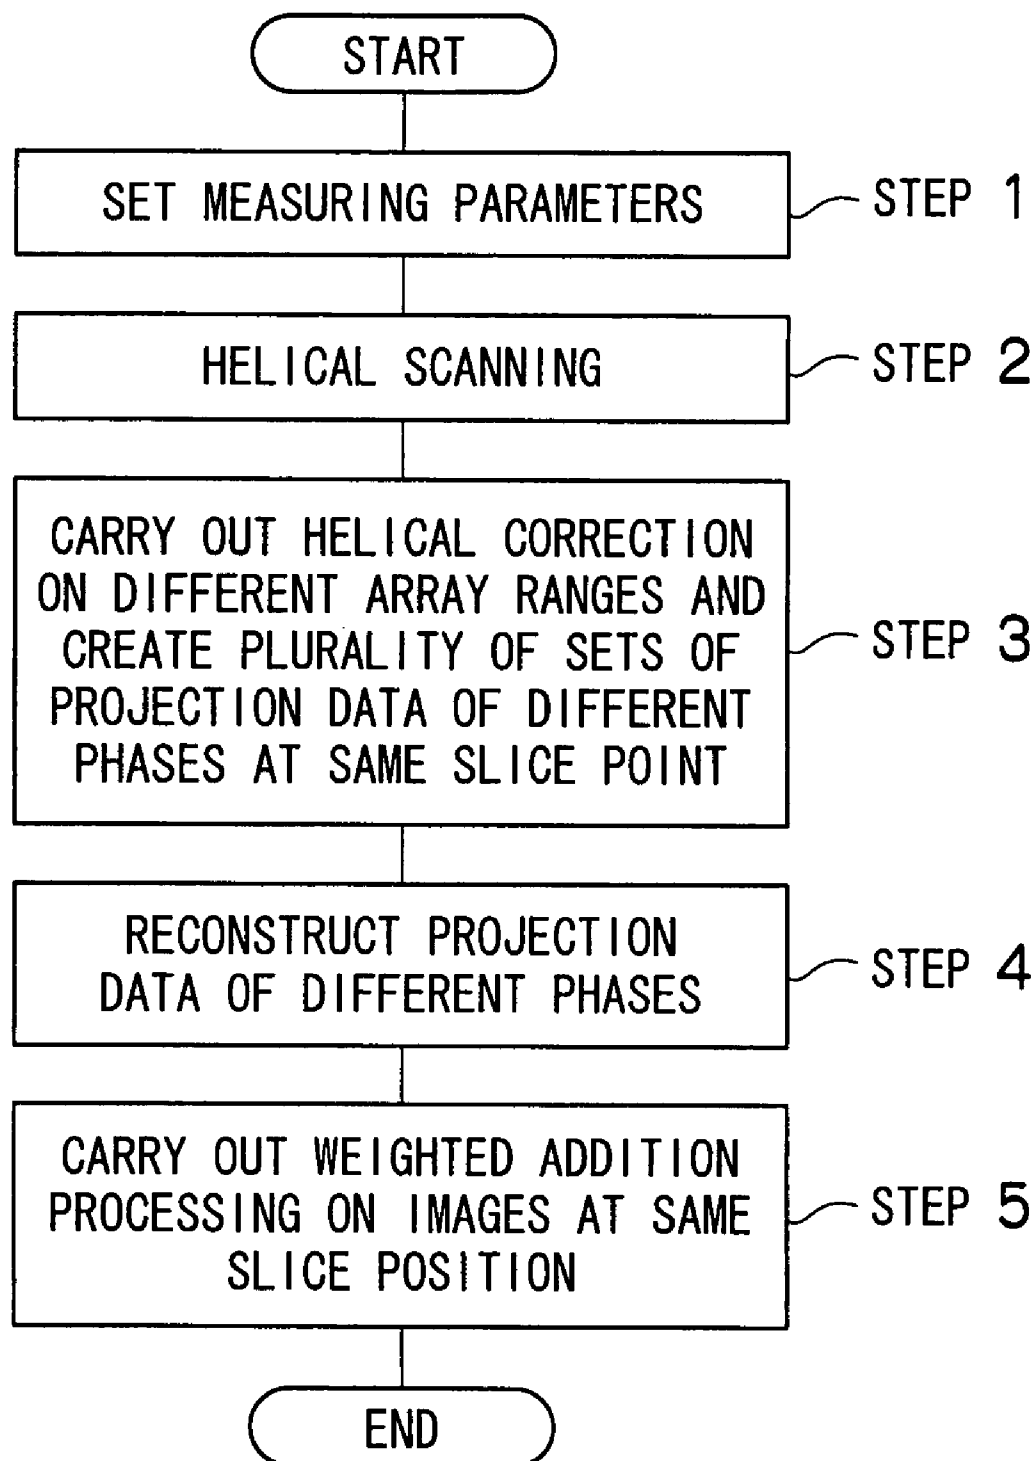 START
SET MEASURING PARAMETERS
STEP 1
HELICAL SCANNING
STEP 2
CARRY OUT HELICAL CORRECTION
ON DIFFERENT ARRAY RANGES AND
CREATE PLURALITY OF SETS OF
PROJECTION DATA OF DIFFERENT
PHASES AT SAME SLICE POINT
STEP 3
RECONSTRUCT PROJECTION
DATA OF DIFFERENT PHASES
STEP 4
CARRY OUT WEIGHTED ADDITION
PROCESSING ON IMAGES AT SAME
SLICE POSITION
STEP 5
END